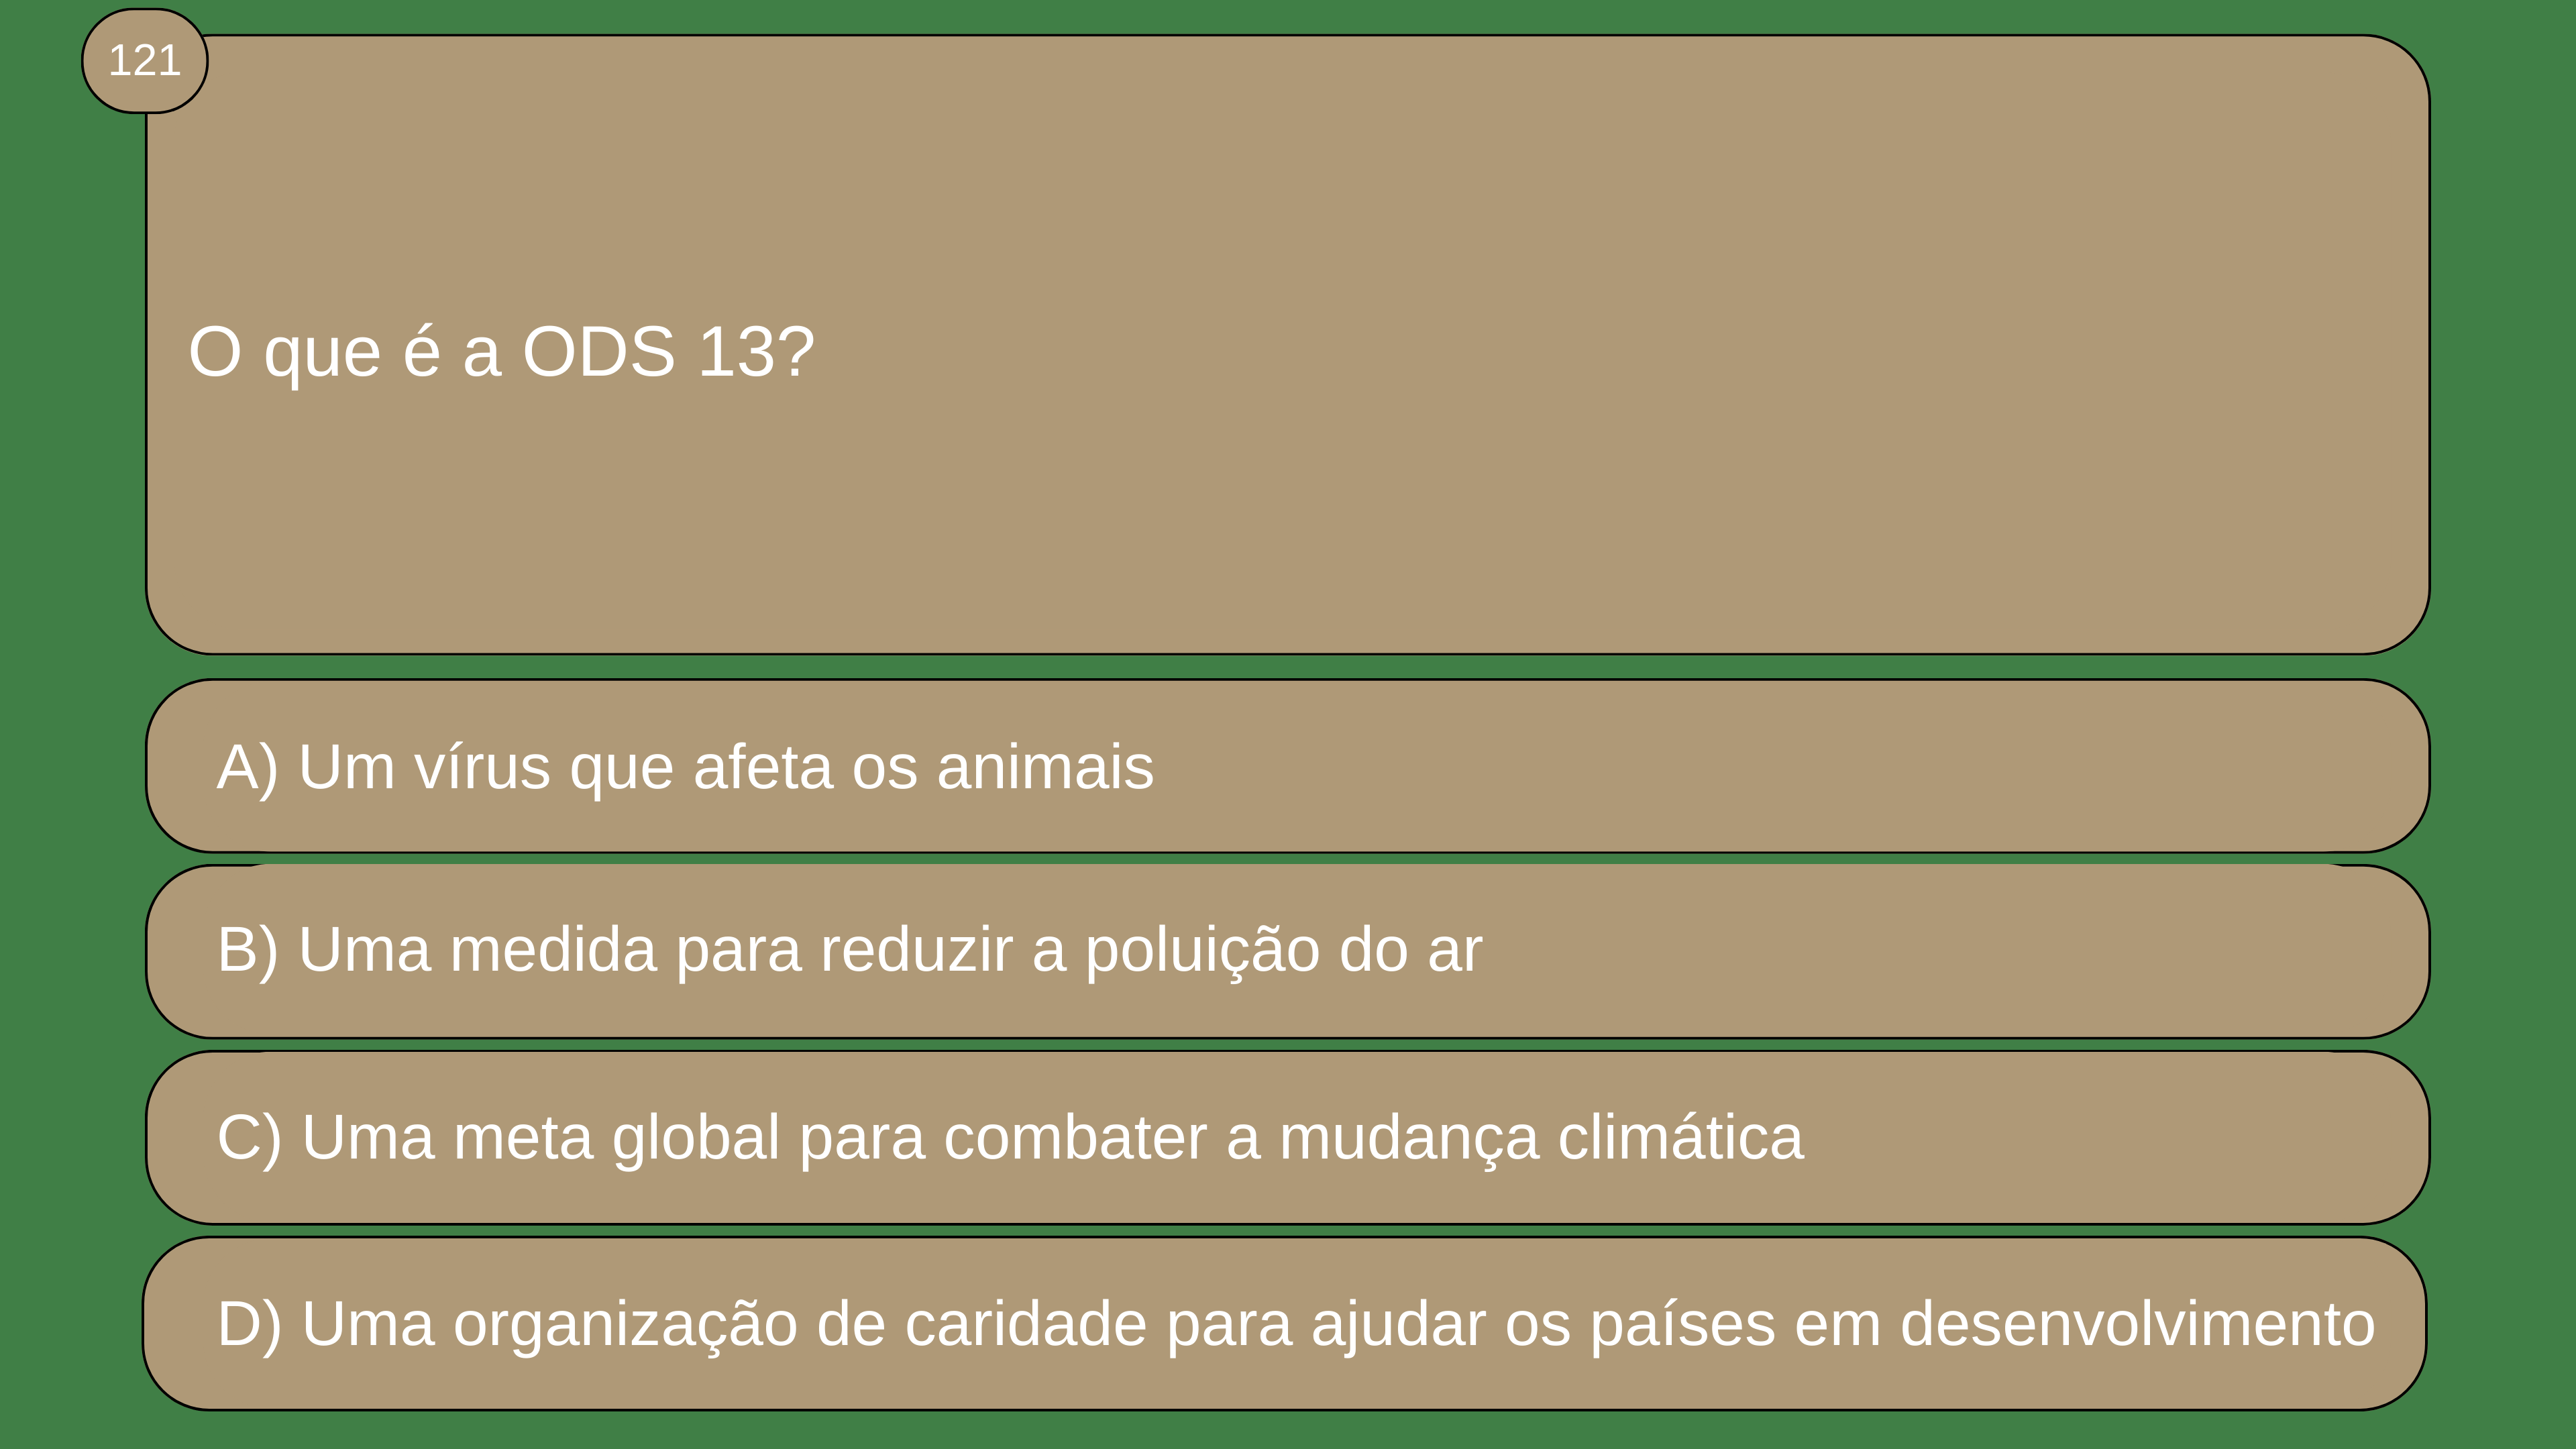 121
O que é a ODS 13?
A) Um vírus que afeta os animais
B) Uma medida para reduzir a poluição do ar
C) Uma meta global para combater a mudança climática
D) Uma organização de caridade para ajudar os países em desenvolvimento